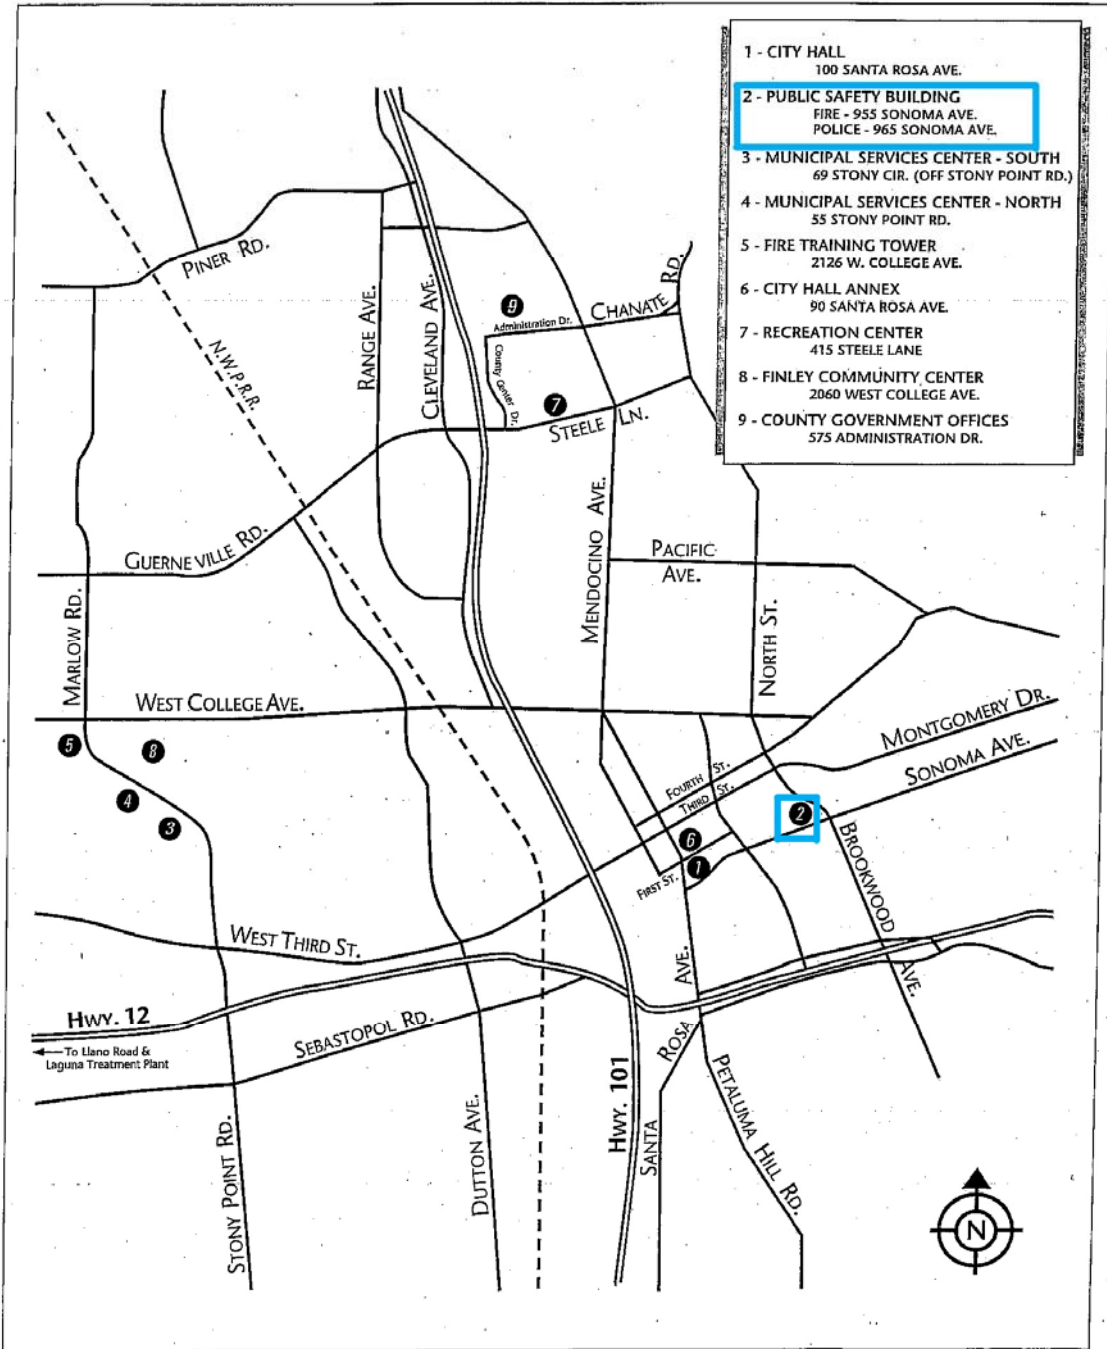 1 - CITY HALL
100 SANTA ROSA AVE.
2 - PUBLIC SAFETY BUILDING
FIRE - 955 SONOMA AVE.
POLICE - 965 SONOMA AVE.
3 - MUNICIPAL SERVICES CENTER - SOUTH
69 STONY CIR. (OFF STONY POINT RD.)
4 - MUNICIPAL SERVICES CENTER - NORTH
55 STONY POINT RD.
5 - FIRE TRAINING TOWER
2126 W. COLLEGE AVE.
6 - CITY HALL ANNEX
90 SANTA ROSA AVE.
7 - RECREATION CENTER
415 STEELE LANE
8 - FINLEY COMMUNITY CENTER
2060 WEST COLLEGE AVE.
9 - COUNTY GOVERNMENT OFFICES
575 ADMINISTRATION DR.
PINER RD.
N.W.P.R.R.
RANGE AVE.
CLEVELAND AVE.
9
Administration Dr.
CHANATE RD.
County Center Dr.
7
STEELE LN.
MENDOCINO AVE.
GUERNEVILLE RD.
PACIFIC
AVE.
MARLOW RD.
NORTH ST.
WEST COLLEGE AVE.
MONTGOMERY DR.
SONOMA AVE.
5
8
4
3
FOURTH ST.
THIRD ST.
2
6
1
FIRST ST.
BROOKWOOD AVE.
WEST THIRD ST.
HWY. 12
To Llano Road &
Laguna Treatment Plant
SEBASTOPOL RD.
HWY. 101
SANTA ROSA AVE.
PETALUMA HILL RD.
STONY POINT RD.
DUTTON AVE.
N